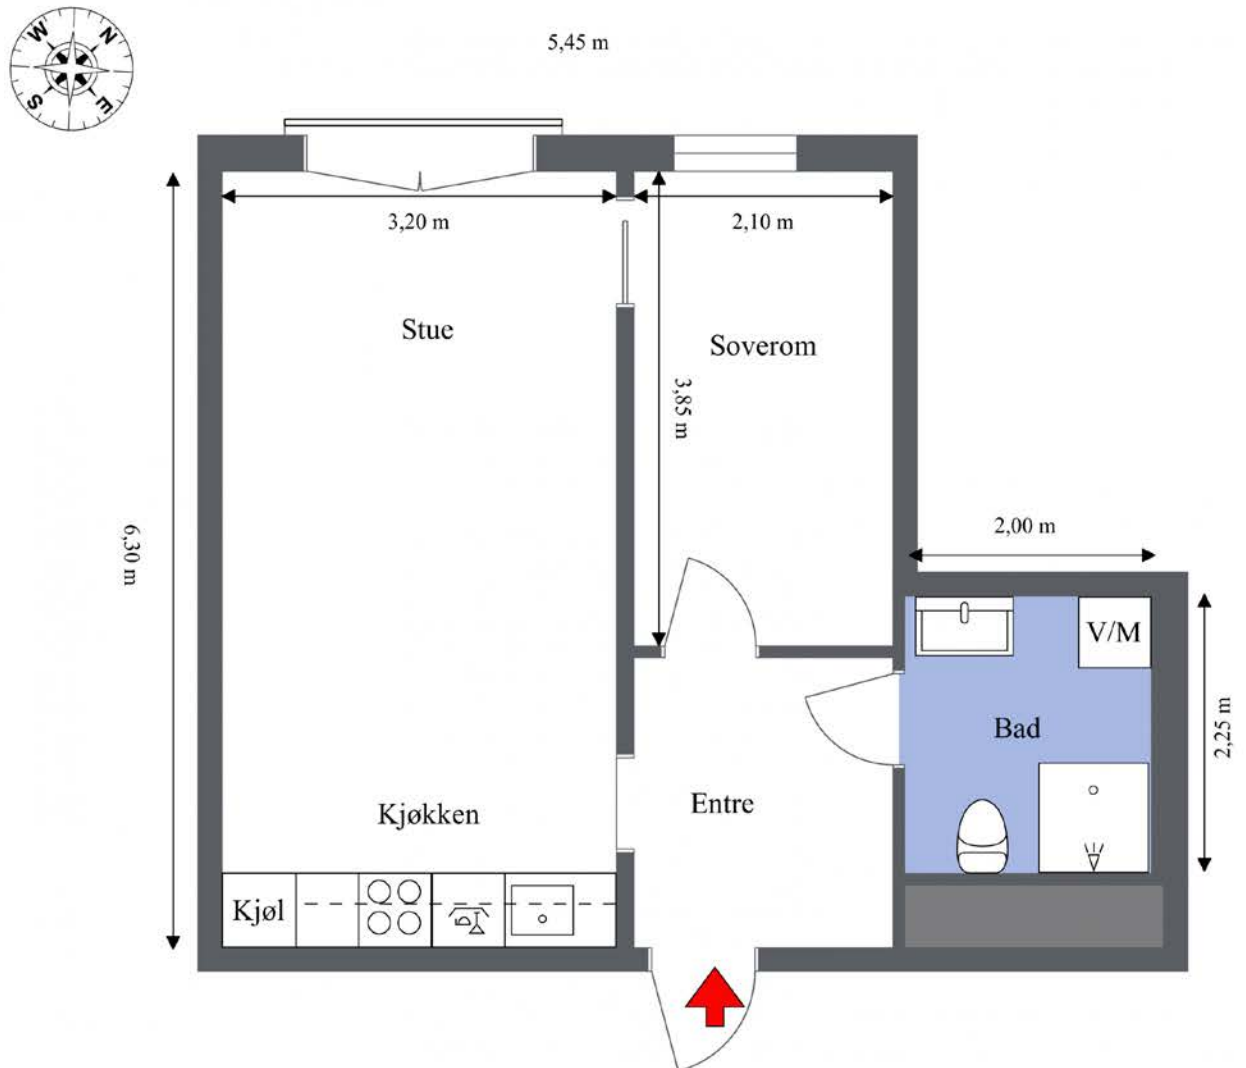 W
N
S
E
5,45 m
3,20 m
2,10 m
Stue
Soverom
3,85 m
6,30 m
2,00 m
V/M
Bad
2,25 m
Entre
Kjøkken
Kjøl